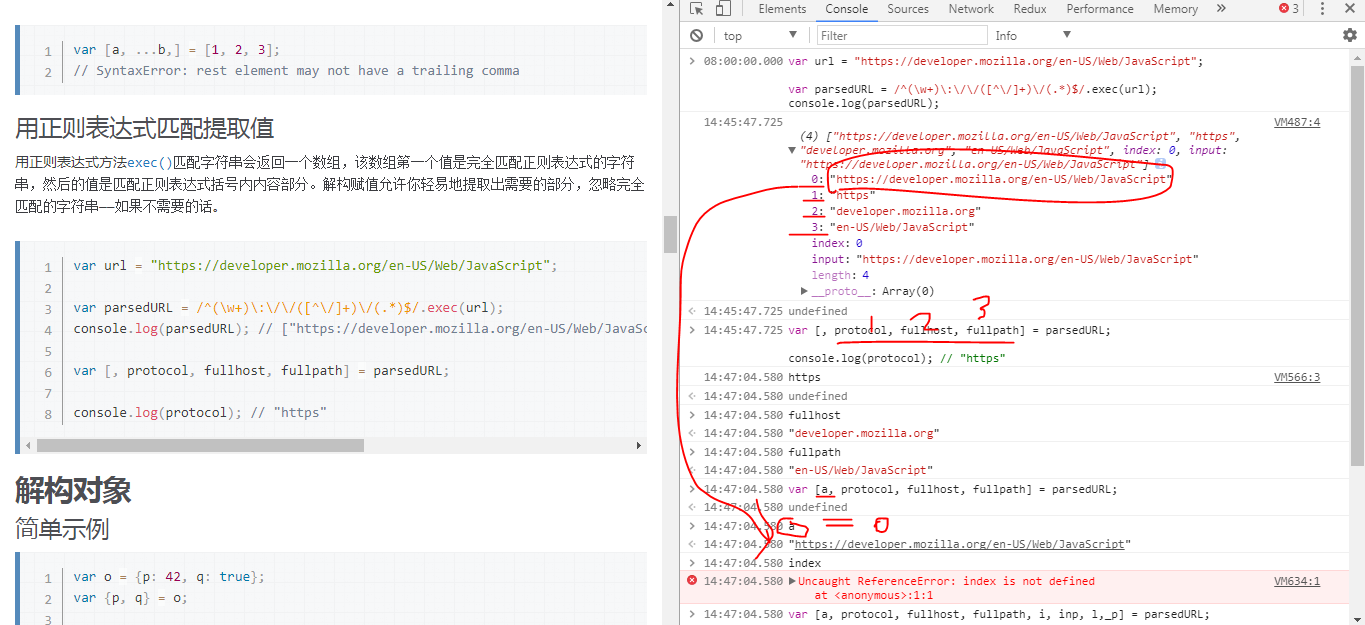 1 var [a, ...b,] = [1, 2, 3];
2 // SyntaxError: rest element may not have a trailing comma
用正则表达式匹配提取值
用正则表达式方法exec()匹配字符串会返回一个数组，该数组第一个值是完全匹配正则表达式的字符
串，然后的值是匹配正则表达式括号内内容部分。解构赋值允许你轻易地提取出需要的部分，忽略完全
匹配的字符串——如果不需要的话。
1 var url = "https://developer.mozilla.org/en-US/Web/JavaScript";
2
3 var parsedURL = /^(\w+)\:\/\/([^\/]+)\/(.*)$/.exec(url);
4 console.log(parsedURL); // ["https://developer.mozilla.org/en-US/Web/JavaSc
5
6 var [, protocol, fullhost, fullpath] = parsedURL;
7
8 console.log(protocol); // "https"
解构对象
简单示例
1 var o = {p: 42, q: true};
2 var {p, q} = o;
3
Elements Console Sources Network Redux Performance Memory » 3
top Filter Info
08:00:00.000 var url = "https://developer.mozilla.org/en-US/Web/JavaScript";
var parsedURL = /^(\w+)\:\/\/([^\/]+)\/(.*)$/.exec(url);
console.log(parsedURL);
14:45:47.725 VM487:4
(4) ["https://developer.mozilla.org/en-US/Web/JavaScript", "https",
"developer.mozilla.org", "en-US/Web/JavaScript", index: 0, input:
"https://developer.mozilla.org/en-US/Web/JavaScript"]
0: "https://developer.mozilla.org/en-US/Web/JavaScript"
1: "https"
2: "developer.mozilla.org"
3: "en-US/Web/JavaScript"
index: 0
input: "https://developer.mozilla.org/en-US/Web/JavaScript"
length: 4
__proto__: Array(0)
14:45:47.725 undefined
1 2 3
14:45:47.725 var [, protocol, fullhost, fullpath] = parsedURL;
console.log(protocol); // "https"
14:47:04.580 https VM566:3
14:47:04.580 undefined
14:47:04.580 fullhost
14:47:04.580 "developer.mozilla.org"
14:47:04.580 fullpath
14:47:04.580 "en-US/Web/JavaScript"
14:47:04.580 var [a, protocol, fullhost, fullpath] = parsedURL;
14:47:04.580 undefined
14:47:04.580 a = 0
14:47:04.580 "https://developer.mozilla.org/en-US/Web/JavaScript"
14:47:04.580 index
14:47:04.580 Uncaught ReferenceError: index is not defined VM634:1
at <anonymous>:1:1
14:47:04.580 var [a, protocol, fullhost, fullpath, i, inp, l,_p] = parsedURL;